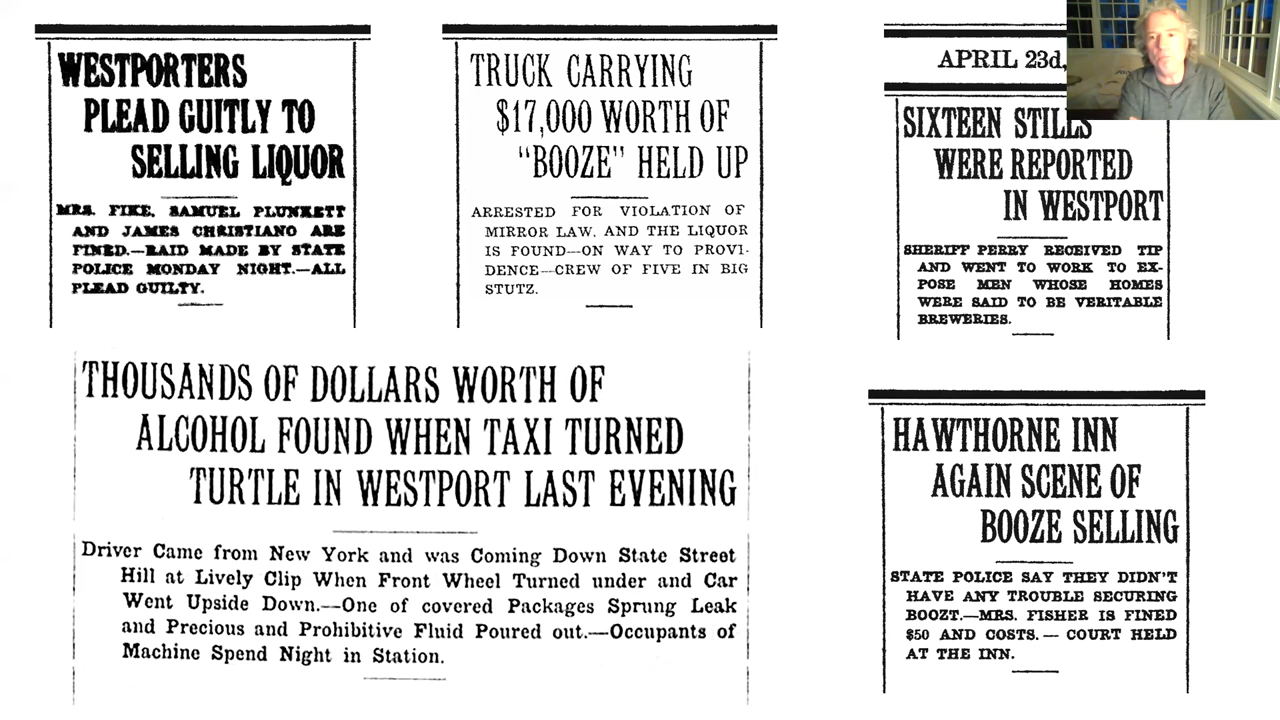 WESTPORTERS
PLEAD GUITLY TO
SELLING LIQUOR
MRS. FIKE, SAMUEL PLUNKETT
AND JAMES CHRISTIANO ARE
FINED.—RAID MADE BY STATE
POLICE MONDAY NIGHT.—ALL
PLEAD GUILTY.
TRUCK CARRYING
$17,000 WORTH OF
"BOOZE" HELD UP
ARRESTED FOR VIOLATION OF
MIRROR LAW, AND THE LIQUOR
IS FOUND—ON WAY TO PROVI-
DENCE—CREW OF FIVE IN BIG
STUTZ.
APRIL 23d,
SIXTEEN STILLS
WERE REPORTED
IN WESTPORT
SHERIFF PERRY RECEIVED TIP
AND WENT TO WORK TO EX-
POSE MEN WHOSE HOMES
WERE SAID TO BE VERITABLE
BREWERIES.
THOUSANDS OF DOLLARS WORTH OF
ALCOHOL FOUND WHEN TAXI TURNED
TURTLE IN WESTPORT LAST EVENING
Driver Came from New York and was Coming Down State Street
Hill at Lively Clip When Front Wheel Turned under and Car
Went Upside Down.—One of covered Packages Sprung Leak
and Precious and Prohibitive Fluid Poured out.—Occupants of
Machine Spend Night in Station.
HAWTHORNE INN
AGAIN SCENE OF
BOOZE SELLING
STATE POLICE SAY THEY DIDN'T
HAVE ANY TROUBLE SECURING
BOOZT.—MRS. FISHER IS FINED
$50 AND COSTS.— COURT HELD
AT THE INN.